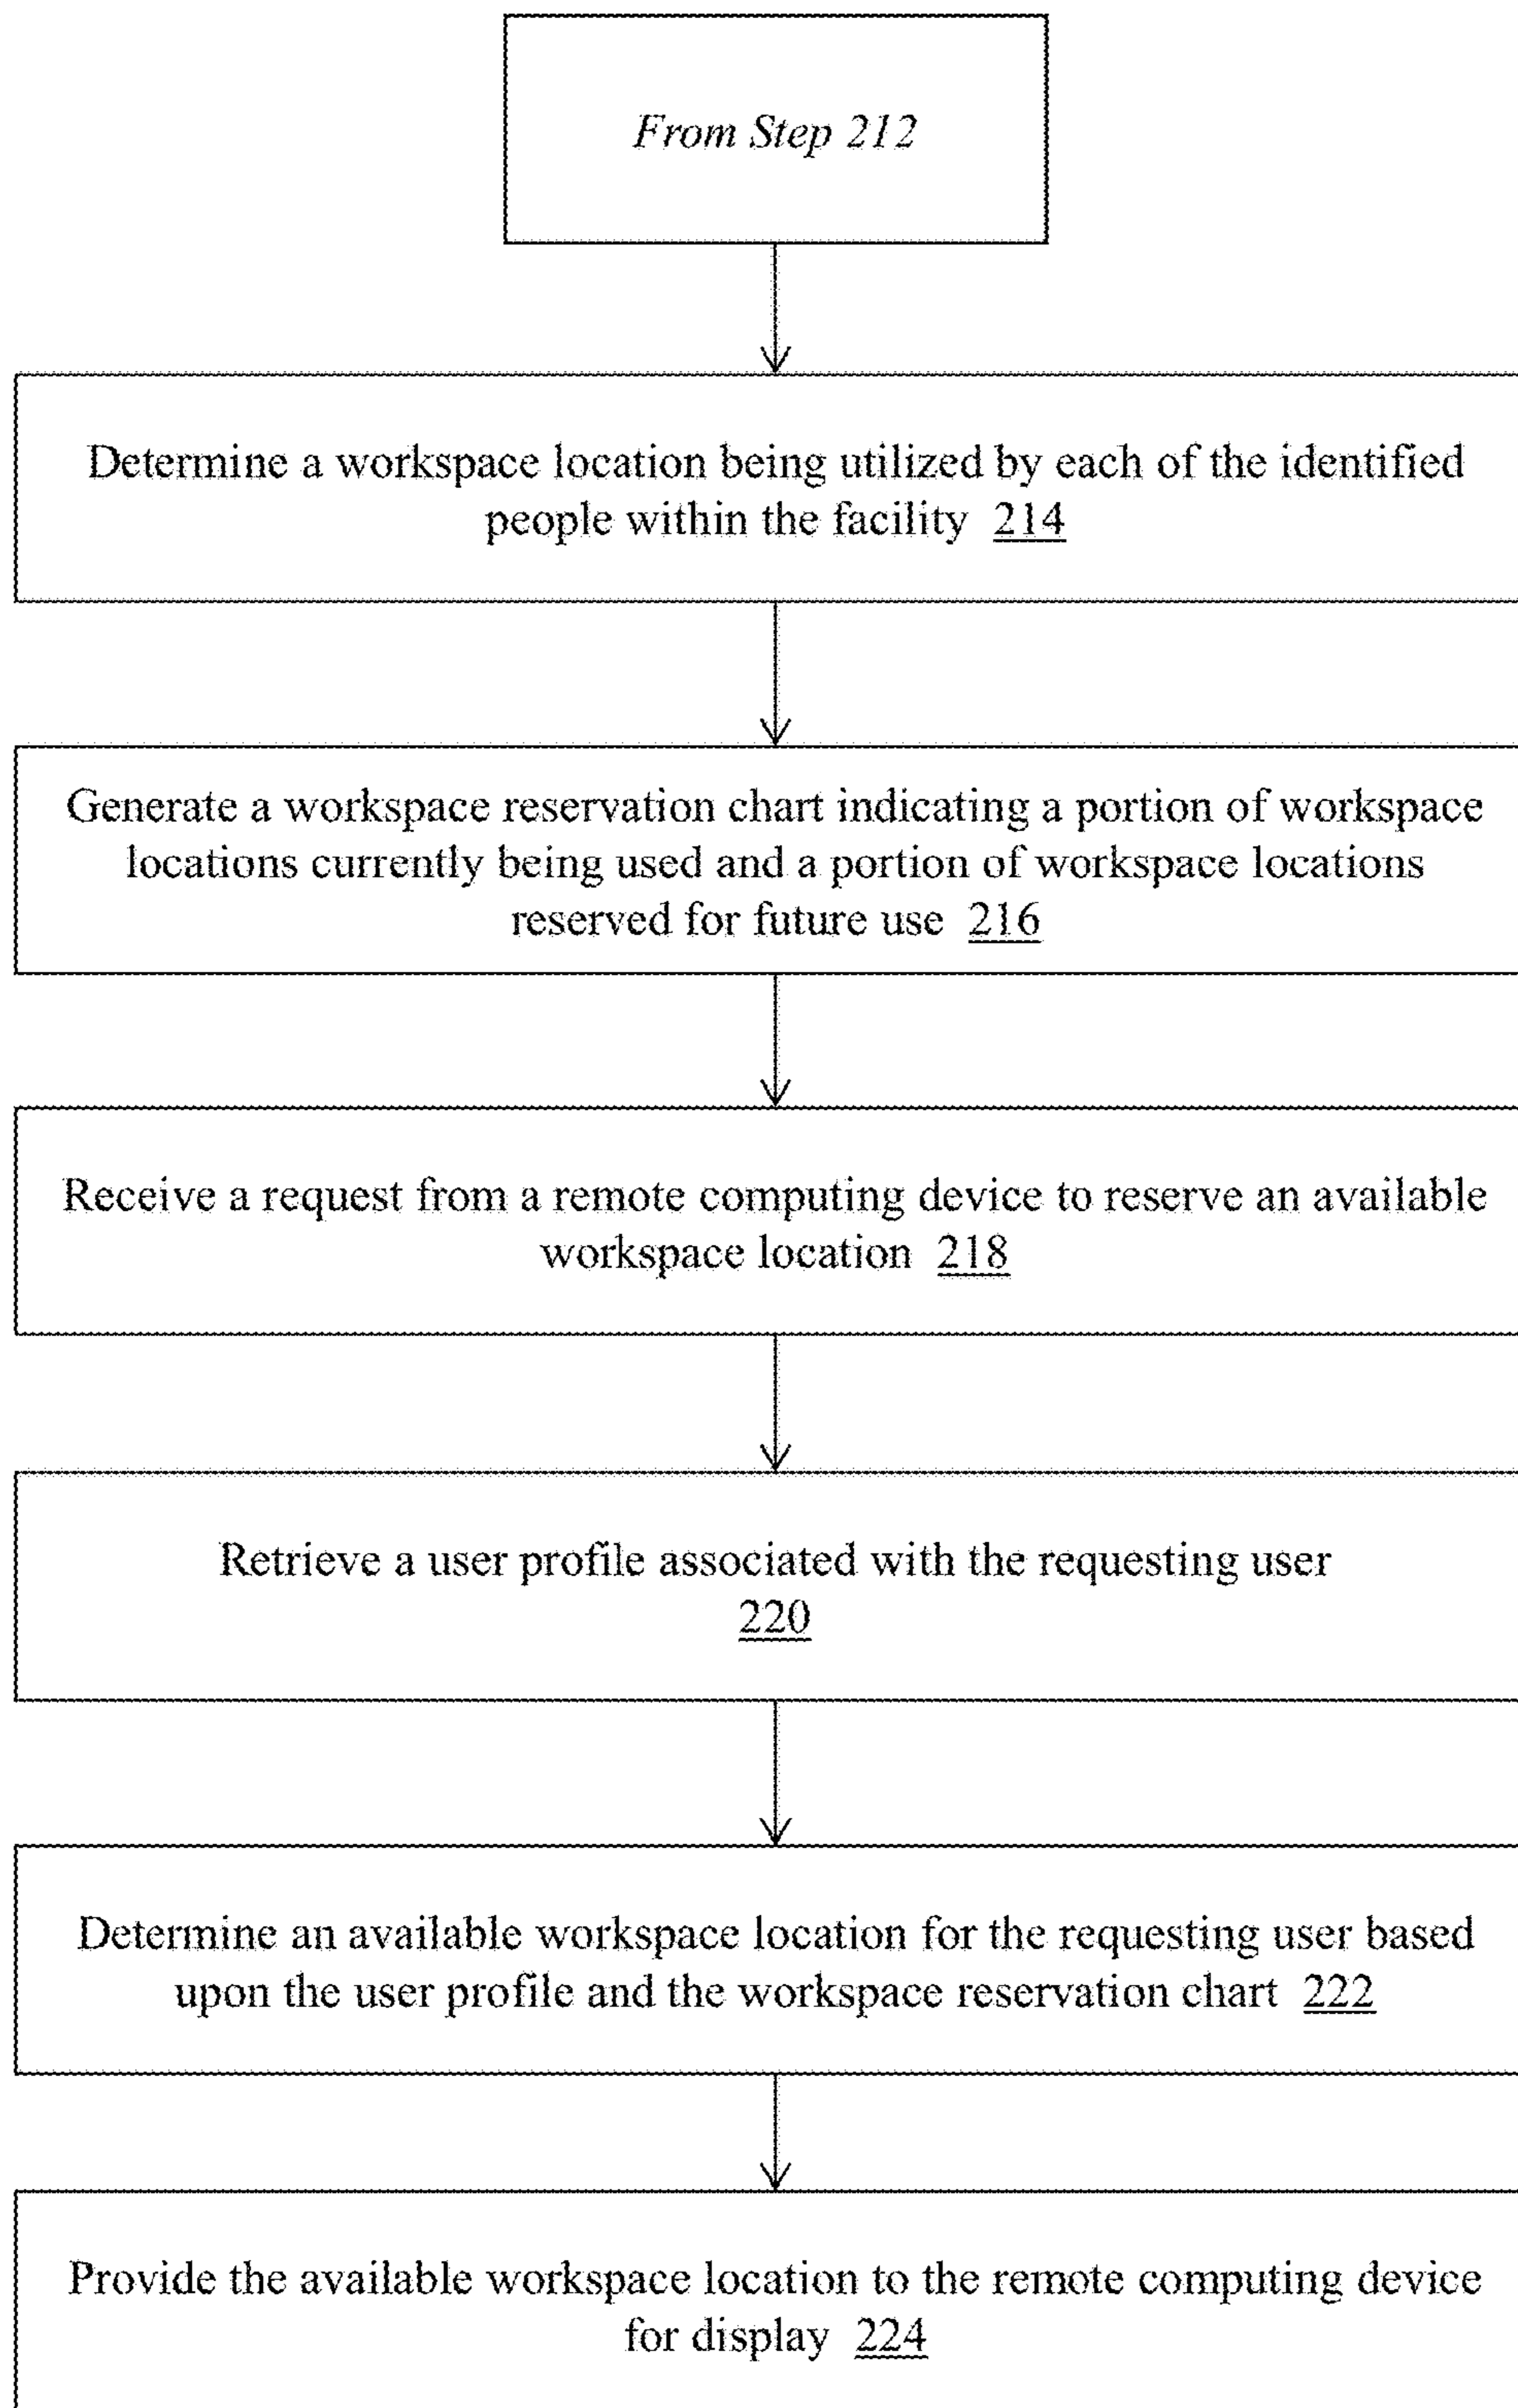 From Step 212
Determine a workspace location being utilized by each of the identified
people within the facility 214
Generate a workspace reservation chart indicating a portion of workspace
locations currently being used and a portion of workspace locations
reserved for future use 216
Receive a request from a remote computing device to reserve an available
workspace location 218
Retrieve a user profile associated with the requesting user
220
Determine an available workspace location for the requesting user based
upon the user profile and the workspace reservation chart 222
Provide the available workspace location to the remote computing device
for display 224